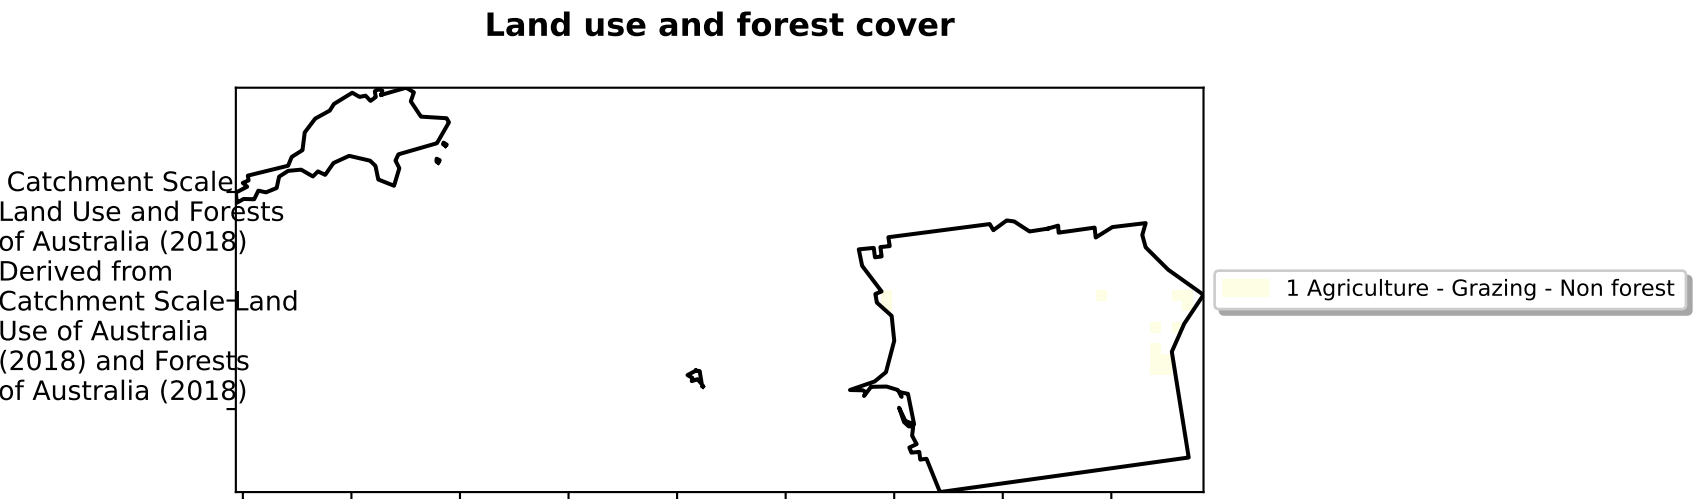 Land use and forest cover
Catchment Scale
Land Use and Forests
of Australia (2018)
Derived from
Catchment Scale Land
Use of Australia
(2018) and Forests
of Australia (2018)
1 Agriculture - Grazing - Non forest